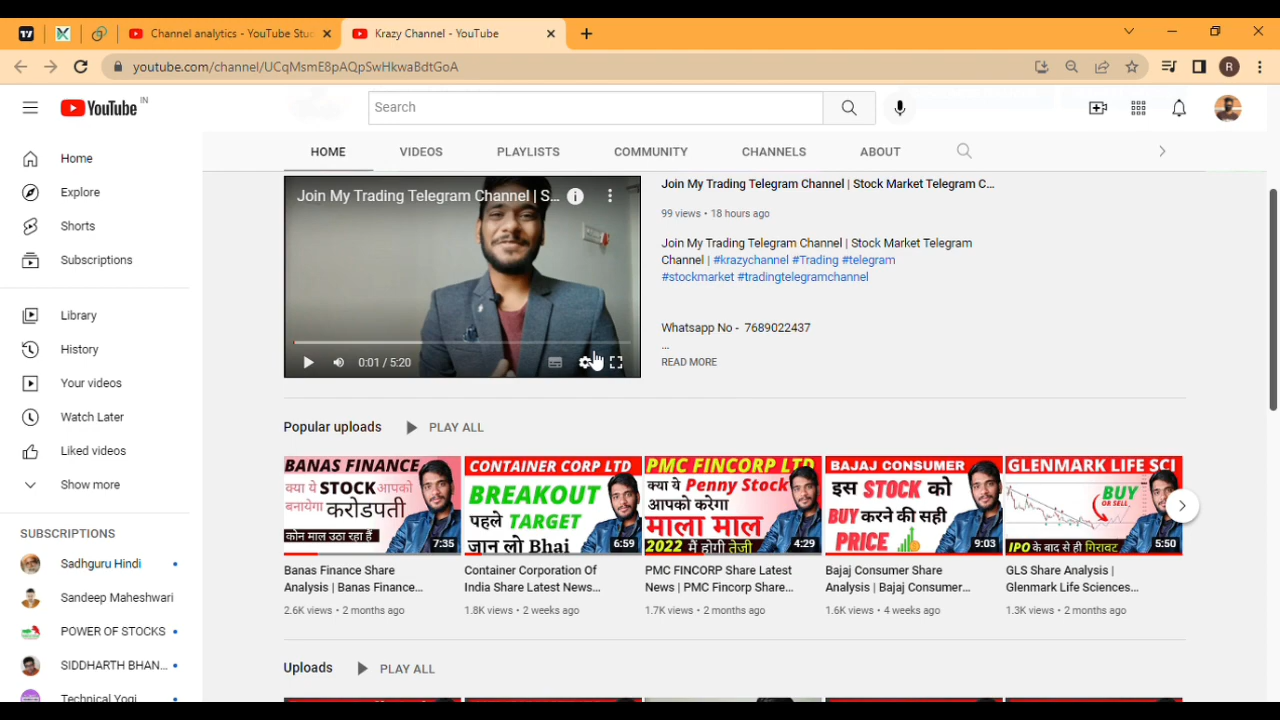 Channel analytics - YouTube Stu
Krazy Channel - YouTube
youtube.com/channel/UCqMsmE8pAQpSwHkwaBdtGoA
R
YouTube IN
Search
Home
Explore
Shorts
Subscriptions
Library
History
Your videos
Watch Later
Liked videos
Show more
SUBSCRIPTIONS
Sadhguru Hindi
Sandeep Maheshwari
POWER OF STOCKS
SIDDHARTH BHAN...
Technical Yogi
HOME VIDEOS PLAYLISTS COMMUNITY CHANNELS ABOUT
Join My Trading Telegram Channel | S...
0:01 / 5:20
Join My Trading Telegram Channel | Stock Market Telegram C...
99 views • 18 hours ago
Join My Trading Telegram Channel | Stock Market Telegram
Channel | #krazychannel #Trading #telegram
#stockmarket #tradingtelegramchannel
Whatsapp No - 7689022437
...
READ MORE
Popular uploads PLAY ALL
BANAS FINANCE
क्या ये STOCK आपको
बनायेगा करोडपती
कोन माल उठा रहा हैं
7:35
Banas Finance Share
Analysis | Banas Finance...
2.6K views • 2 months ago
CONTAINER CORP LTD
BREAKOUT
पहले TARGET
जान लो Bhai
6:59
Container Corporation Of
India Share Latest News...
1.8K views • 2 weeks ago
PMC FINCORP LTD
क्या ये Penny Stock
आपको करेगा
माला माल
2022 में होगी तेजी
4:29
PMC FINCORP Share Latest
News | PMC Fincorp Share...
1.7K views • 2 months ago
BAJAJ CONSUMER
इस STOCK को
BUY करने की सही
PRICE
9:03
Bajaj Consumer Share
Analysis | Bajaj Consumer...
1.6K views • 4 weeks ago
GLENMARK LIFE SCI
BUY
OR SELL
IPO के बाद से ही गिरावट
5:50
GLS Share Analysis |
Glenmark Life Sciences...
1.3K views • 2 months ago
Uploads PLAY ALL